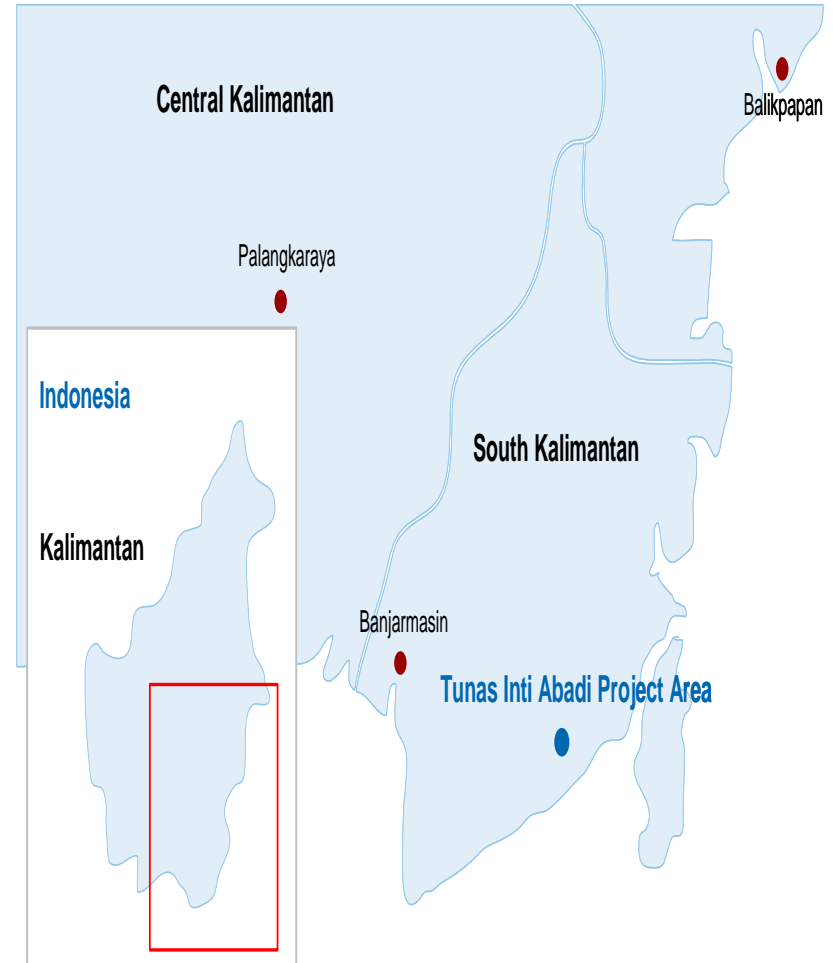 Central Kalimantan
Balikpapan
Palangkaraya
Indonesia
South Kalimantan
Kalimantan
Banjarmasin
Tunas Inti Abadi Project Area